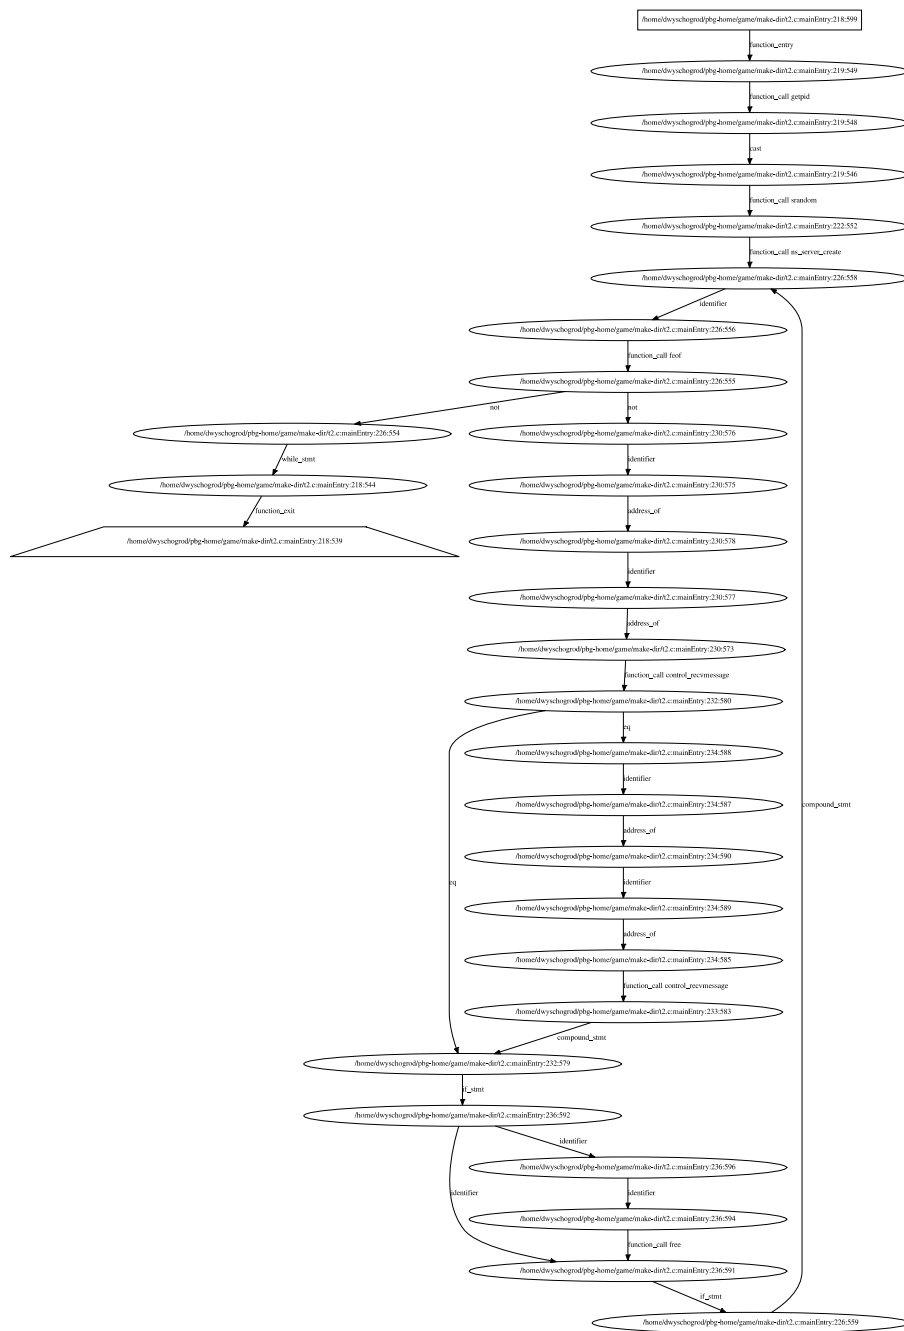 /home/dwyschogrod/pbg-home/game/make-dir/t2.c:mainEntry:218:599
function_entry
/home/dwyschogrod/pbg-home/game/make-dir/t2.c:mainEntry:219:549
function_call getpid
/home/dwyschogrod/pbg-home/game/make-dir/t2.c:mainEntry:219:548
cast
/home/dwyschogrod/pbg-home/game/make-dir/t2.c:mainEntry:219:546
function_call srandom
/home/dwyschogrod/pbg-home/game/make-dir/t2.c:mainEntry:222:552
function_call ns_server_create
/home/dwyschogrod/pbg-home/game/make-dir/t2.c:mainEntry:226:558
identifier
/home/dwyschogrod/pbg-home/game/make-dir/t2.c:mainEntry:226:556
function_call feof
/home/dwyschogrod/pbg-home/game/make-dir/t2.c:mainEntry:226:555
not
not
/home/dwyschogrod/pbg-home/game/make-dir/t2.c:mainEntry:226:554
/home/dwyschogrod/pbg-home/game/make-dir/t2.c:mainEntry:230:576
while_stmt
identifier
/home/dwyschogrod/pbg-home/game/make-dir/t2.c:mainEntry:218:544
/home/dwyschogrod/pbg-home/game/make-dir/t2.c:mainEntry:230:575
function_exit
address_of
/home/dwyschogrod/pbg-home/game/make-dir/t2.c:mainEntry:218:539
/home/dwyschogrod/pbg-home/game/make-dir/t2.c:mainEntry:230:578
identifier
/home/dwyschogrod/pbg-home/game/make-dir/t2.c:mainEntry:230:577
address_of
/home/dwyschogrod/pbg-home/game/make-dir/t2.c:mainEntry:230:573
function_call control_recvmessage
/home/dwyschogrod/pbg-home/game/make-dir/t2.c:mainEntry:232:580
eq
/home/dwyschogrod/pbg-home/game/make-dir/t2.c:mainEntry:234:588
identifier
/home/dwyschogrod/pbg-home/game/make-dir/t2.c:mainEntry:234:587
compound_stmt
address_of
/home/dwyschogrod/pbg-home/game/make-dir/t2.c:mainEntry:234:590
eq
identifier
/home/dwyschogrod/pbg-home/game/make-dir/t2.c:mainEntry:234:589
address_of
/home/dwyschogrod/pbg-home/game/make-dir/t2.c:mainEntry:234:585
function_call control_recvmessage
/home/dwyschogrod/pbg-home/game/make-dir/t2.c:mainEntry:233:583
compound_stmt
/home/dwyschogrod/pbg-home/game/make-dir/t2.c:mainEntry:232:579
if_stmt
/home/dwyschogrod/pbg-home/game/make-dir/t2.c:mainEntry:236:592
identifier
/home/dwyschogrod/pbg-home/game/make-dir/t2.c:mainEntry:236:596
identifier
identifier
/home/dwyschogrod/pbg-home/game/make-dir/t2.c:mainEntry:236:594
function_call free
/home/dwyschogrod/pbg-home/game/make-dir/t2.c:mainEntry:236:591
if_stmt
/home/dwyschogrod/pbg-home/game/make-dir/t2.c:mainEntry:226:559